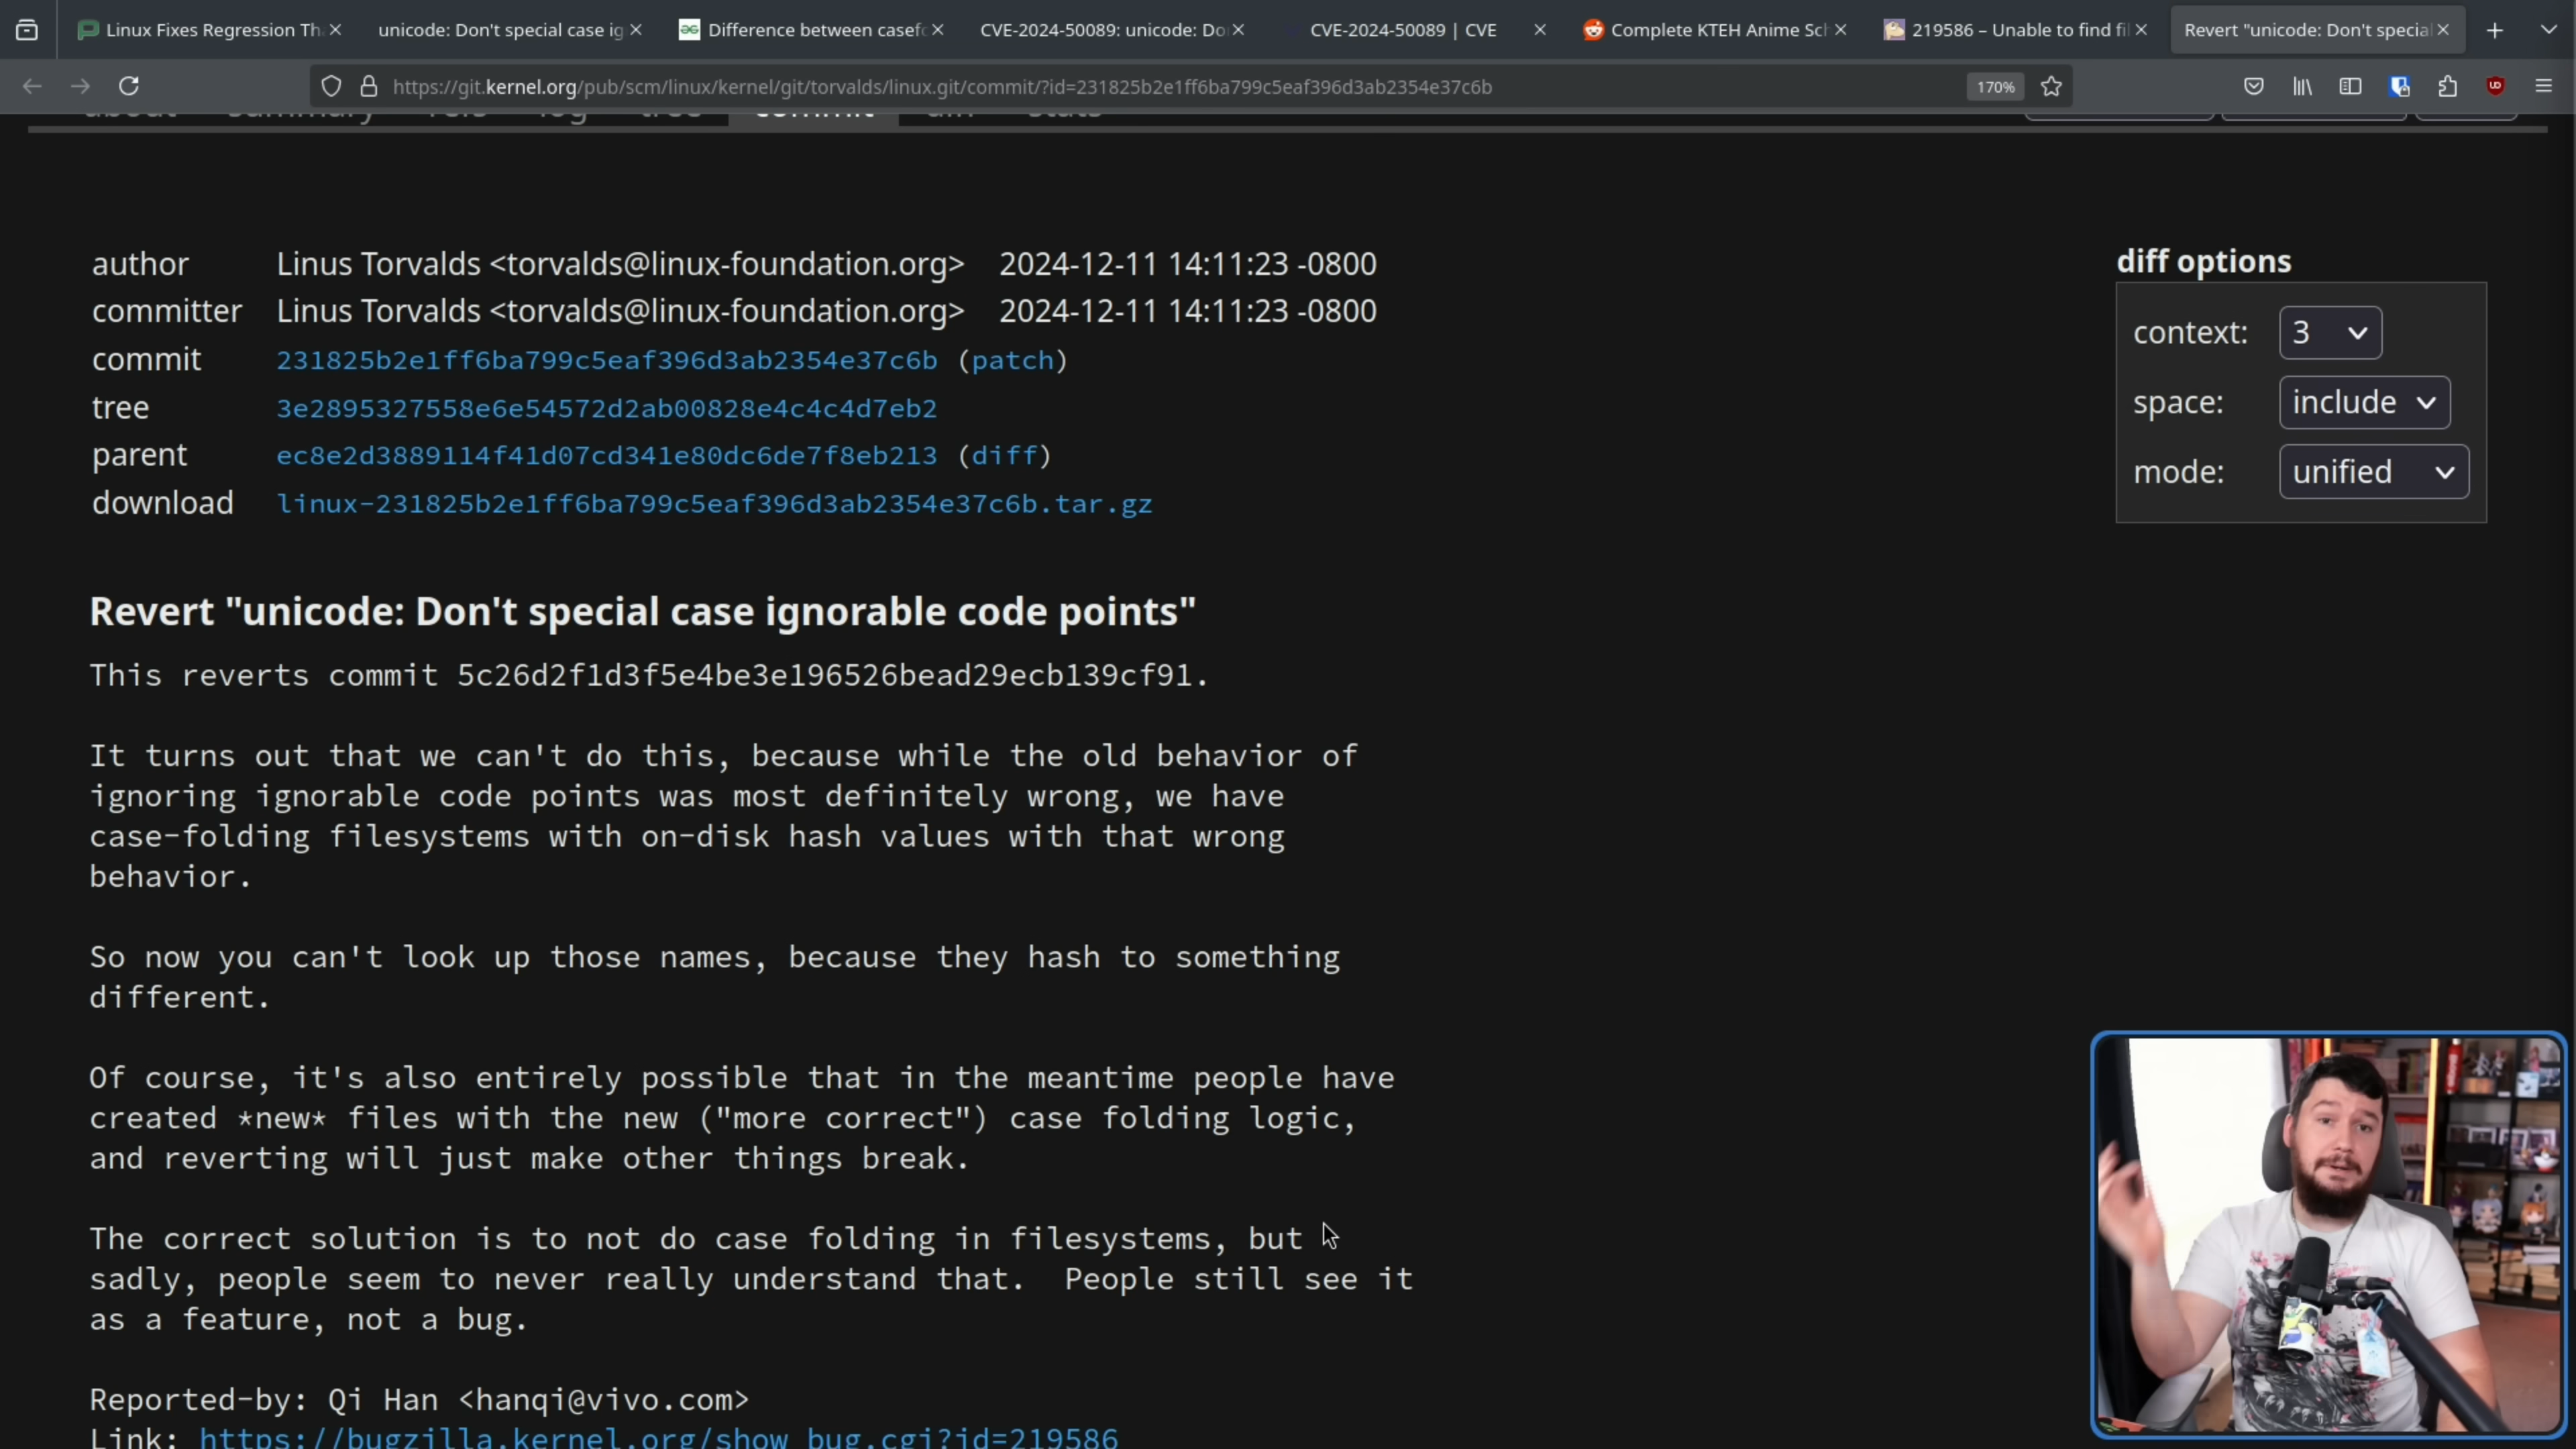 Linux Fixes Regression Th
unicode: Don't special case ig
Difference between casefo
CVE-2024-50089: unicode: Do
CVE-2024-50089 | CVE
Complete KTEH Anime Sch
219586 – Unable to find fil
Revert "unicode: Don't special
https://git.kernel.org/pub/scm/linux/kernel/git/torvalds/linux.git/commit/?id=231825b2e1ff6ba799c5eaf396d3ab2354e37c6b
170%
about summary refs log tree commit diff stats
author Linus Torvalds <torvalds@linux-foundation.org> 2024-12-11 14:11:23 -0800
committer Linus Torvalds <torvalds@linux-foundation.org> 2024-12-11 14:11:23 -0800
commit 231825b2e1ff6ba799c5eaf396d3ab2354e37c6b (patch)
tree 3e2895327558e6e54572d2ab00828e4c4c4d7eb2
parent ec8e2d3889114f41d07cd341e80dc6de7f8eb213 (diff)
download linux-231825b2e1ff6ba799c5eaf396d3ab2354e37c6b.tar.gz
diff options
context: 3
space: include
mode: unified
Revert "unicode: Don't special case ignorable code points"
This reverts commit 5c26d2f1d3f5e4be3e196526bead29ecb139cf91.
It turns out that we can't do this, because while the old behavior of
ignoring ignorable code points was most definitely wrong, we have
case-folding filesystems with on-disk hash values with that wrong
behavior.
So now you can't look up those names, because they hash to something
different.
Of course, it's also entirely possible that in the meantime people have
created *new* files with the new ("more correct") case folding logic,
and reverting will just make other things break.
The correct solution is to not do case folding in filesystems, but
sadly, people seem to never really understand that.  People still see it
as a feature, not a bug.
Reported-by: Qi Han <hanqi@vivo.com>
Link: https://bugzilla.kernel.org/show_bug.cgi?id=219586